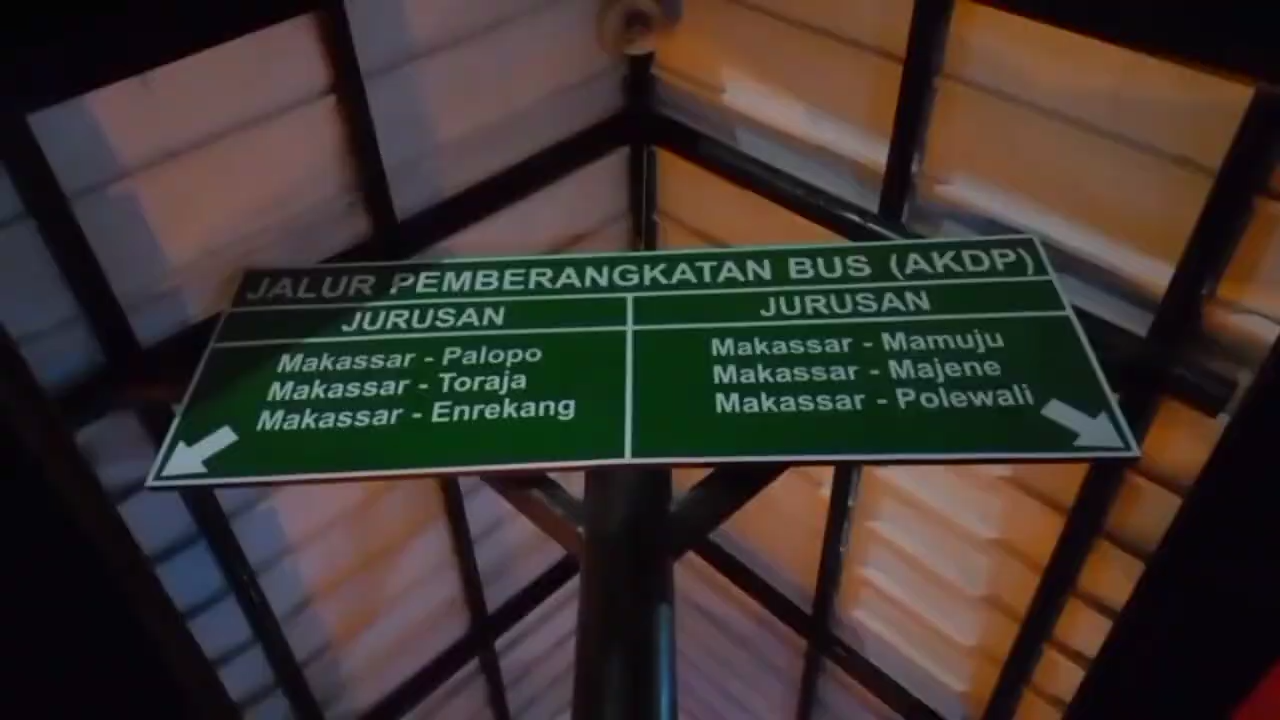 JALUR PEMBERANGKATAN BUS (AKDP)
JURUSAN
Makassar - Palopo
Makassar - Toraja
Makassar - Enrekang
JURUSAN
Makassar - Mamuju
Makassar - Majene
Makassar - Polewali